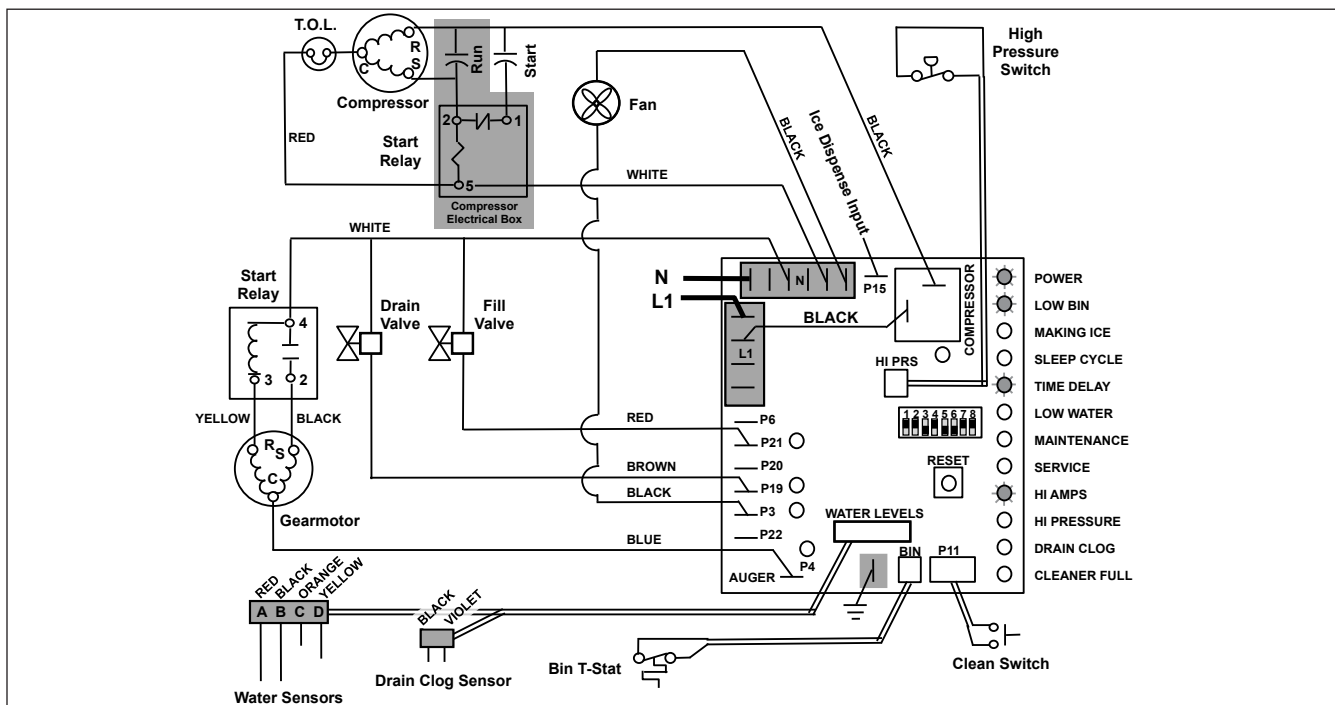 T.O.L.
R
S
C
Compressor
Run
Start
2
1
5
Start
Relay
Compressor
Electrical Box
RED
Fan
BLACK
Ice Dispense Input
BLACK
High
Pressure
Switch
WHITE
WHITE
Start
Relay
4
3
2
Drain
Valve
Fill
Valve
N
L1
N
P15
BLACK
L1
COMPRESSOR
HI PRS
POWER
LOW BIN
MAKING ICE
SLEEP CYCLE
TIME DELAY
LOW WATER
MAINTENANCE
SERVICE
HI AMPS
HI PRESSURE
DRAIN CLOG
CLEANER FULL
1 2 3 4 5 6 7 8
RESET
YELLOW
BLACK
R
S
C
Gearmotor
RED
BROWN
BLACK
BLUE
P6
P21
P20
P19
P3
P22
P4
AUGER
WATER LEVELS
BIN
P11
RED
BLACK
ORANGE
YELLOW
A B C D
Water Sensors
BLACK
VIOLET
Drain Clog Sensor
Bin T-Stat
Clean Switch